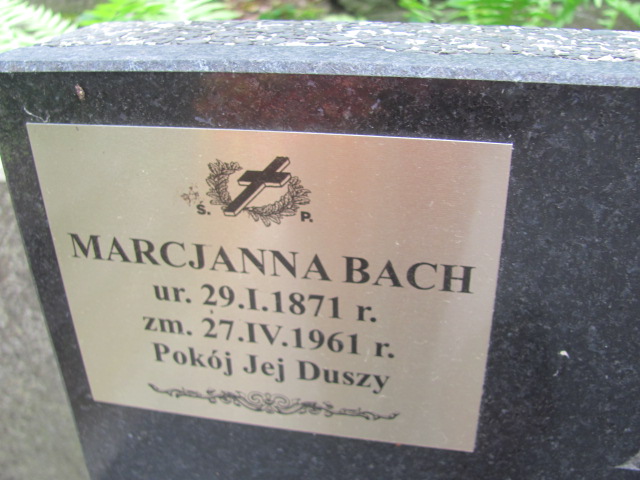 Ś. P.
MARCJANNA BACH
ur. 29.I.1871 r.
zm. 27.IV.1961 r.
Pokój Jej Duszy